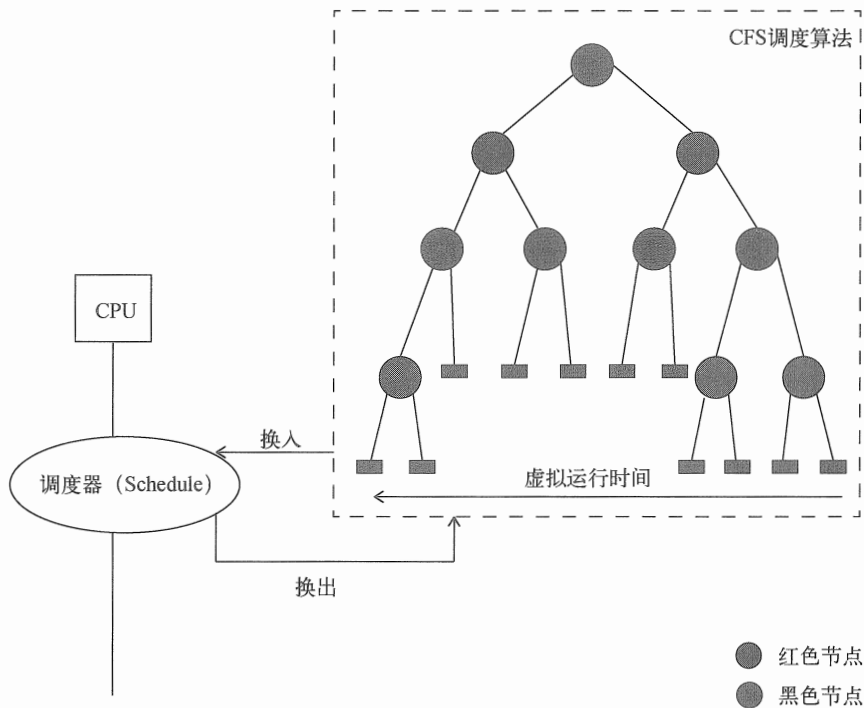 CFS调度算法
CPU
换入
调度器（Schedule）
虚拟运行时间
换出
红色节点
黑色节点